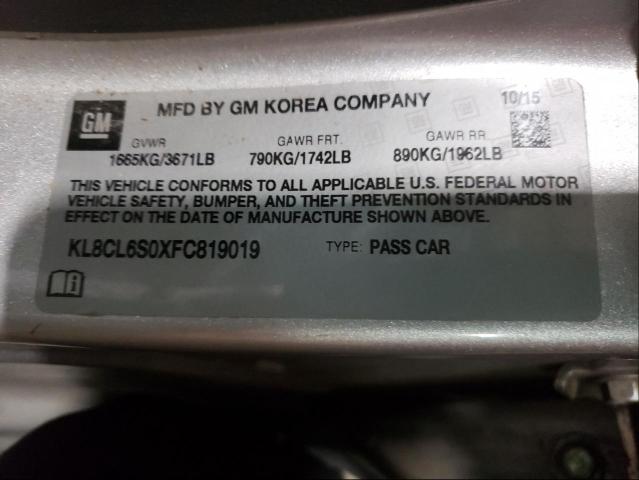 GM MFD BY GM KOREA COMPANY 10/15
GVWR GAWR FRT. GAWR RR.
1665KG/3671LB 790KG/1742LB 890KG/1962LB
THIS VEHICLE CONFORMS TO ALL APPLICABLE U.S. FEDERAL MOTOR
VEHICLE SAFETY, BUMPER, AND THEFT PREVENTION STANDARDS IN
EFFECT ON THE DATE OF MANUFACTURE SHOWN ABOVE.
KL8CL6S0XFC819019 TYPE: PASS CAR